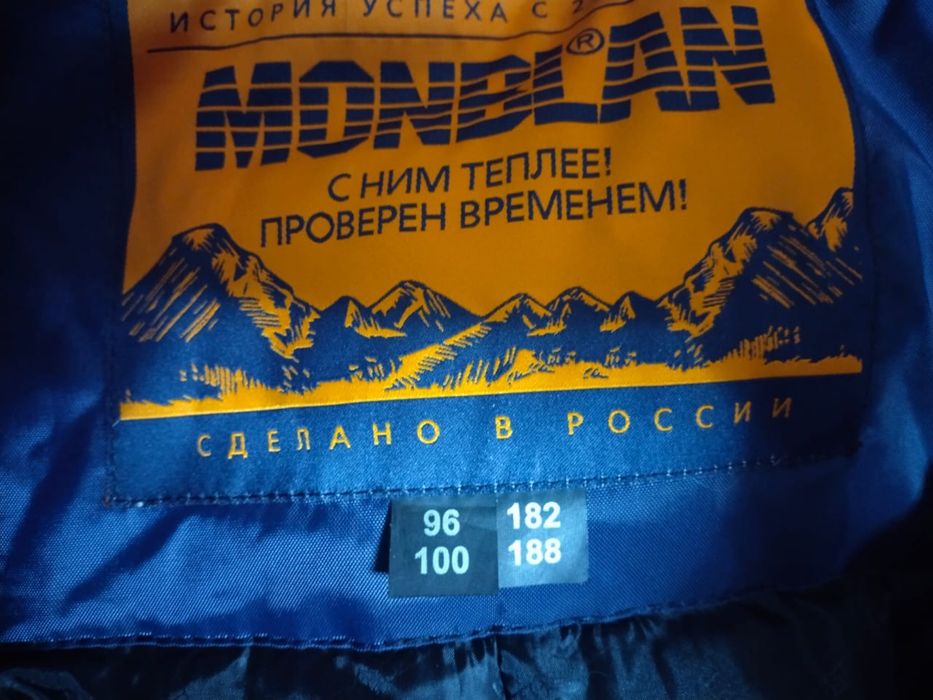 ИСТОРИЯ УСПЕХА С
MONBLAN®
С НИМ ТЕПЛЕЕ!
ПРОВЕРЕН ВРЕМЕНЕМ!
СДЕЛАНО В РОССИИ
96 182
100 188